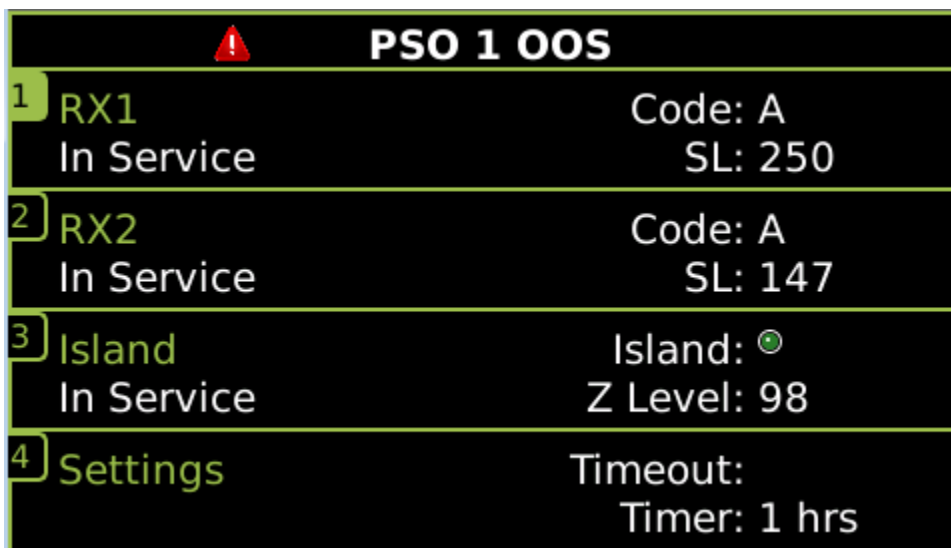 PSO 1 OOS
1
RX1 Code: A
In Service SL: 250
2
RX2 Code: A
In Service SL: 147
3
Island Island:
In Service Z Level: 98
4
Settings Timeout:
Timer: 1 hrs